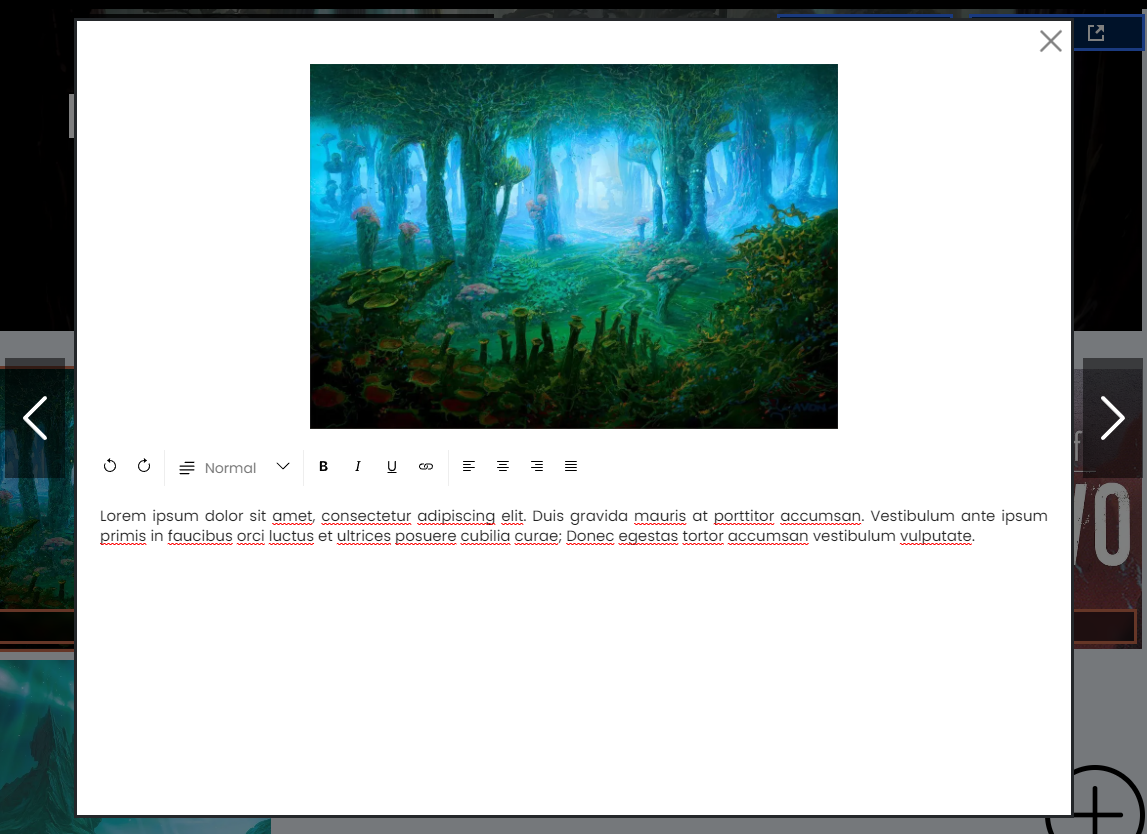 Normal
B I U
Lorem ipsum dolor sit amet, consectetur adipiscing elit. Duis gravida mauris at porttitor accumsan. Vestibulum ante ipsum
primis in faucibus orci luctus et ultrices posuere cubilia curae; Donec egestas tortor accumsan vestibulum vulputate.